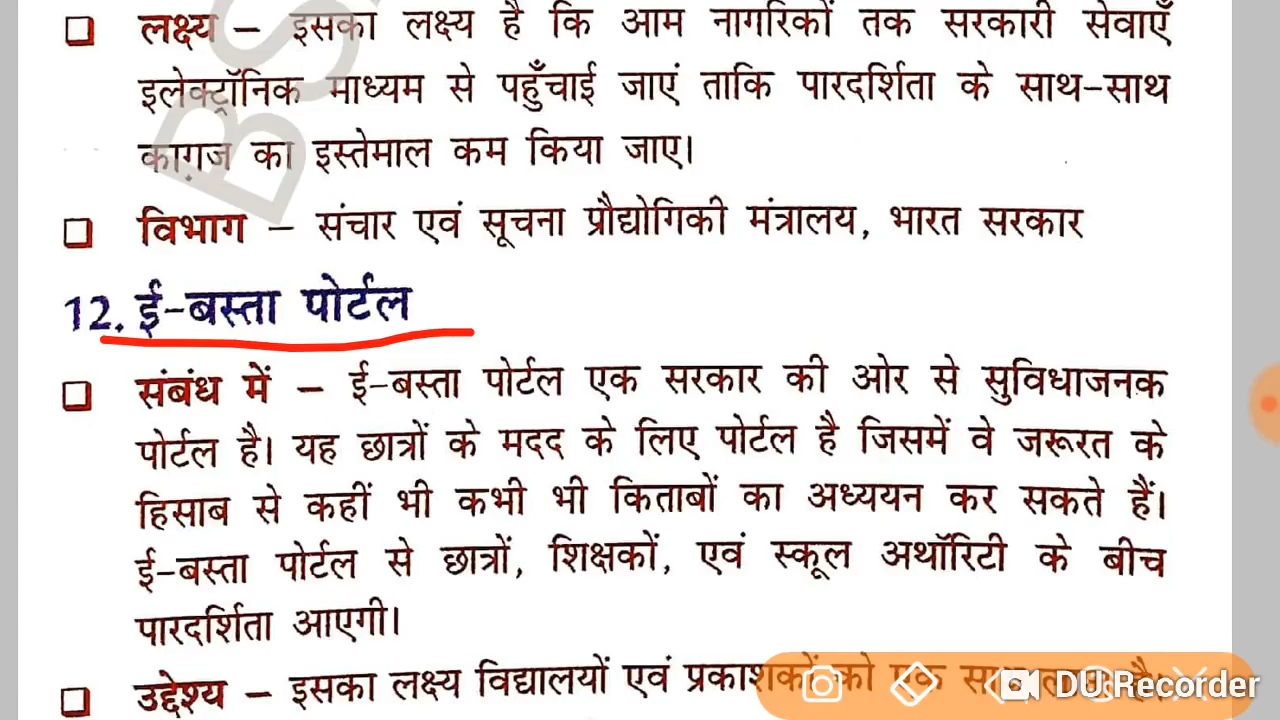 ❑ लक्ष्य – इसका लक्ष्य है कि आम नागरिकों तक सरकारी सेवाएँ
इलेक्ट्रॉनिक माध्यम से पहुँचाई जाएं ताकि पारदर्शिता के साथ-साथ
काग़ज का इस्तेमाल कम किया जाए।
❑ विभाग – संचार एवं सूचना प्रौद्योगिकी मंत्रालय, भारत सरकार
12. ई-बस्ता पोर्टल
❑ संबंध में – ई-बस्ता पोर्टल एक सरकार की ओर से सुविधाजनक
पोर्टल है। यह छात्रों के मदद के लिए पोर्टल है जिसमें वे जरूरत के
हिसाब से कहीं भी कभी भी किताबों का अध्ययन कर सकते हैं।
ई-बस्ता पोर्टल से छात्रों, शिक्षकों, एवं स्कूल अथॉरिटी के बीच
पारदर्शिता आएगी।
❑ उद्देश्य – इसका लक्ष्य विद्यालयों एवं प्रकाशकों को एक
DU Recorder